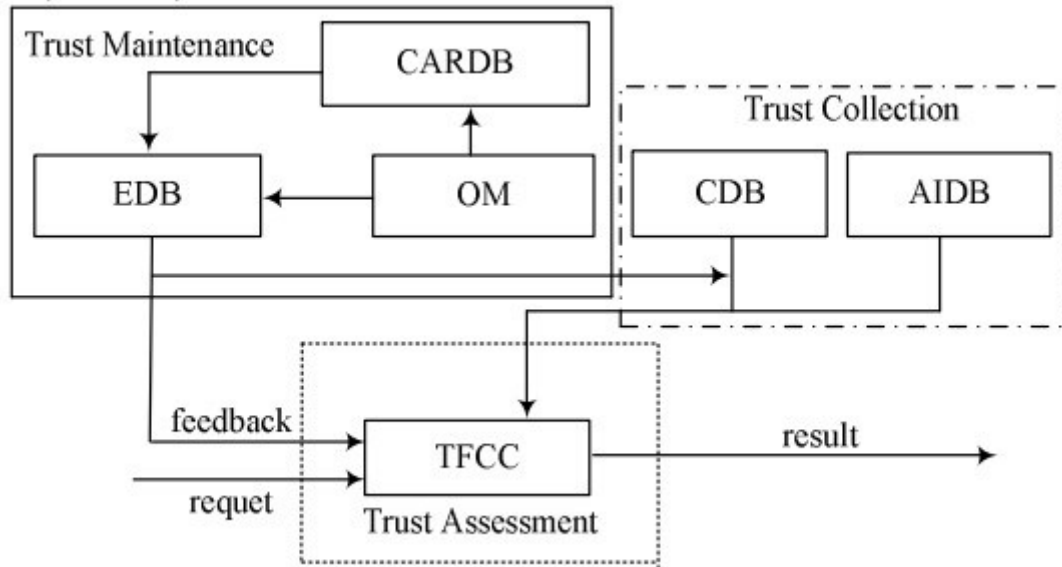 Trust Maintenance
CARDB
Trust Collection
EDB
OM
CDB
AIDB
feedback
TFCC
result
requet
Trust Assessment